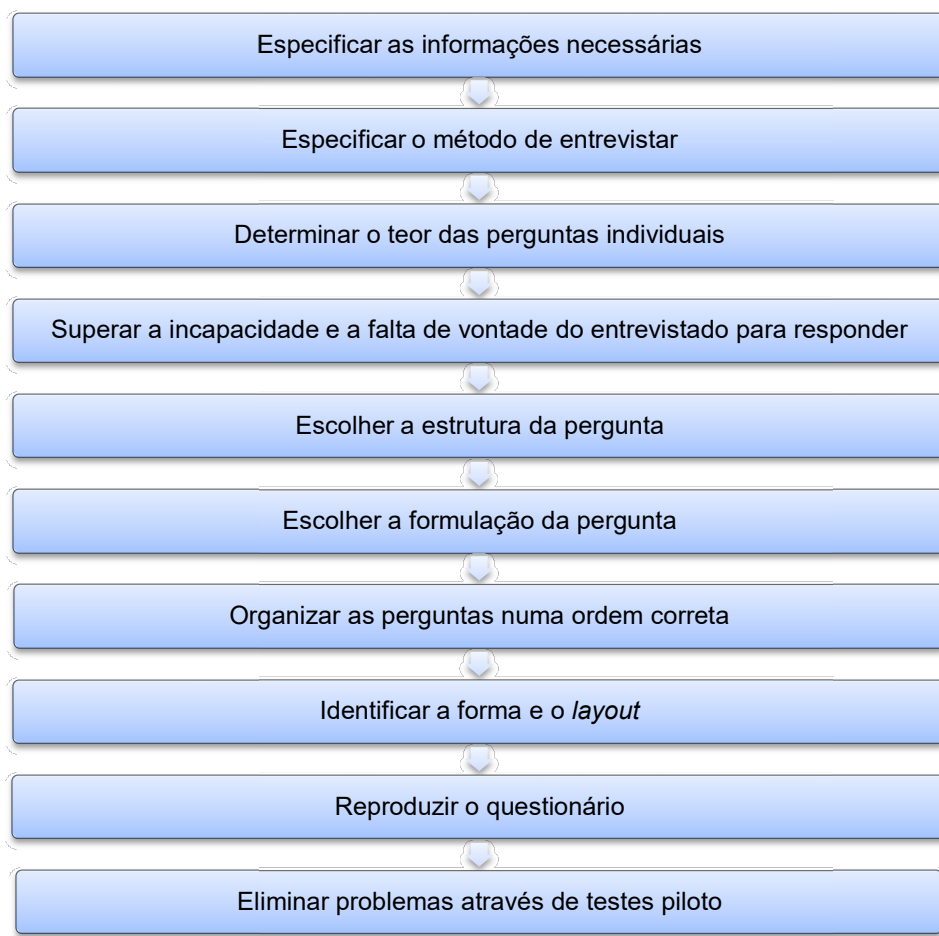 Especificar as informações necessárias
Especificar o método de entrevistar
Determinar o teor das perguntas individuais
Superar a incapacidade e a falta de vontade do entrevistado para responder
Escolher a estrutura da pergunta
Escolher a formulação da pergunta
Organizar as perguntas numa ordem correta
Identificar a forma e o layout
Reproduzir o questionário
Eliminar problemas através de testes piloto